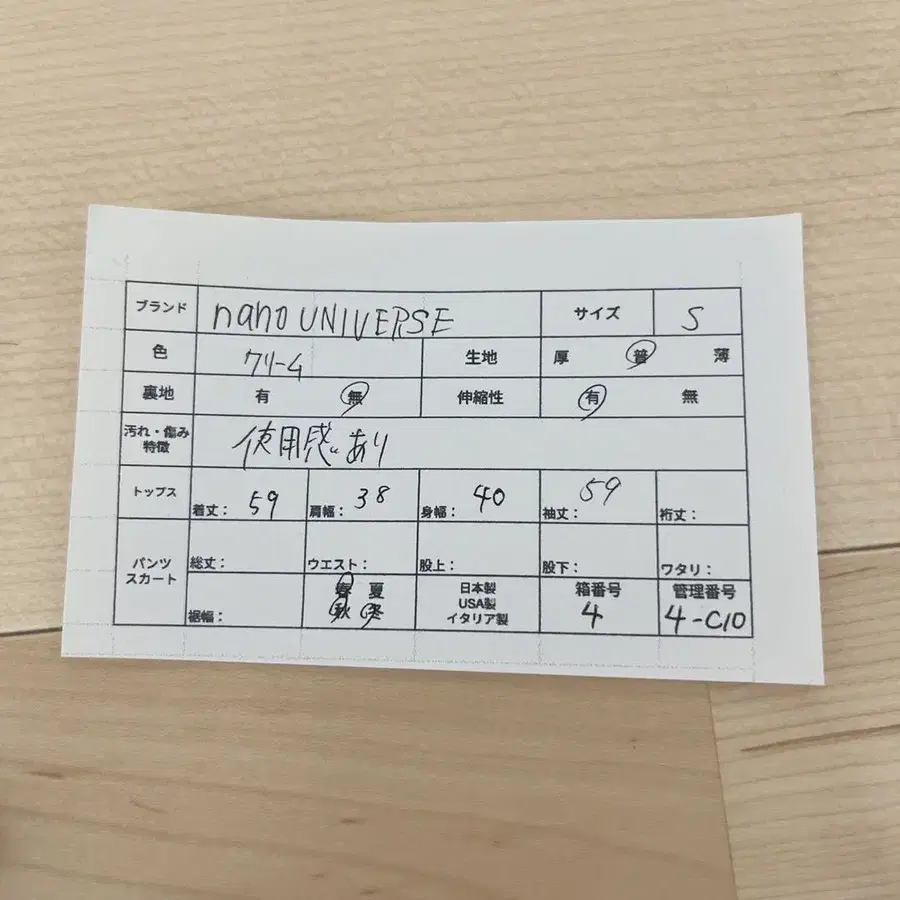 ブランド nano UNIVERSE サイズ S
色 クリーム 生地 厚 普 薄
裏地 有 無 伸縮性 有 無
汚れ・傷み
特徴 使用感あり
トップス 着丈： 59 肩幅： 38 身幅： 40 袖丈： 59 裄丈：
パンツ
スカート 総丈： ウエスト： 股上： 股下： ワタリ：
裾幅： 春 夏
秋 冬
日本製
USA製
イタリア製
箱番号
4
管理番号
4-C10